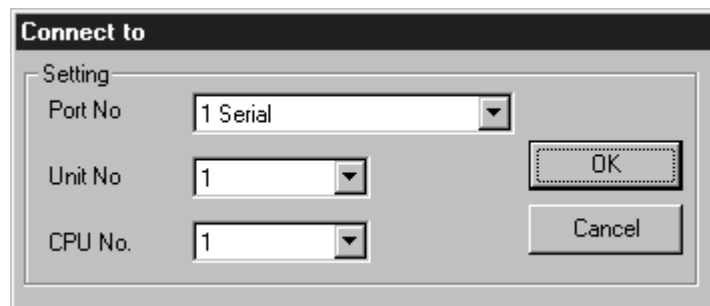 Connect to
Setting
Port No 1 Serial
OK
Unit No 1
Cancel
CPU No. 1